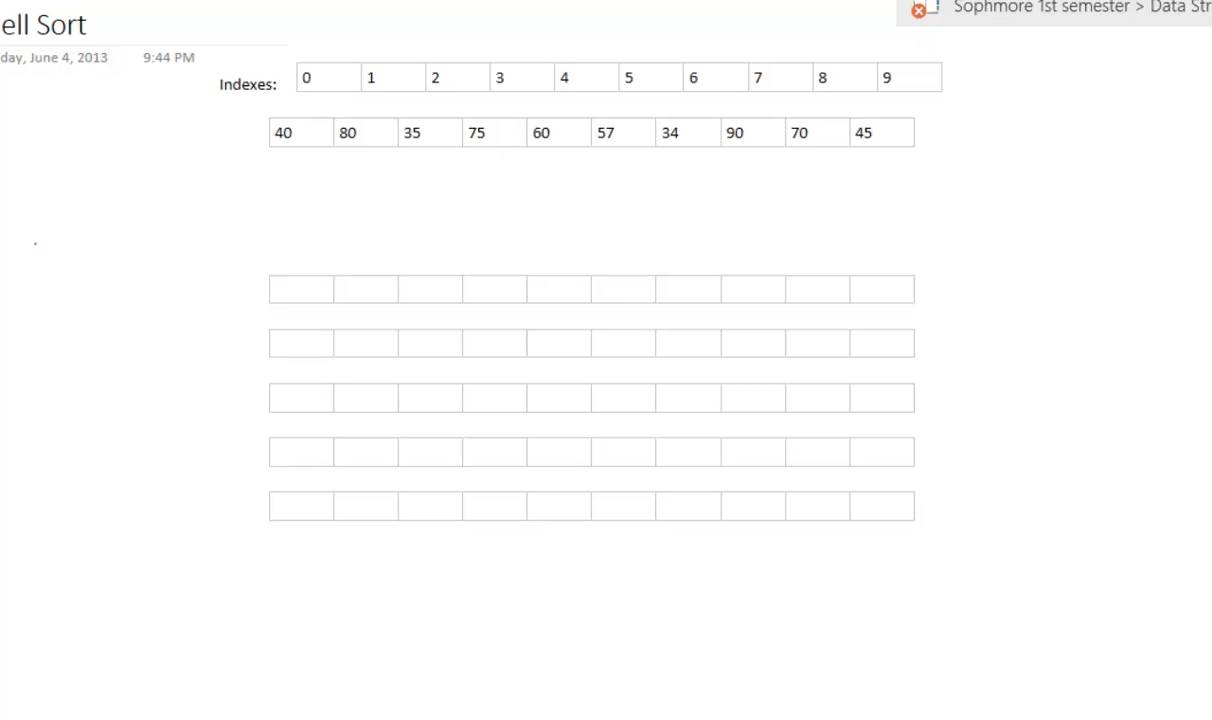 ell Sort
Sophmore 1st semester > Data Str
day, June 4, 2013 9:44 PM
Indexes: 0 1 2 3 4 5 6 7 8 9
40 80 35 75 60 57 34 90 70 45